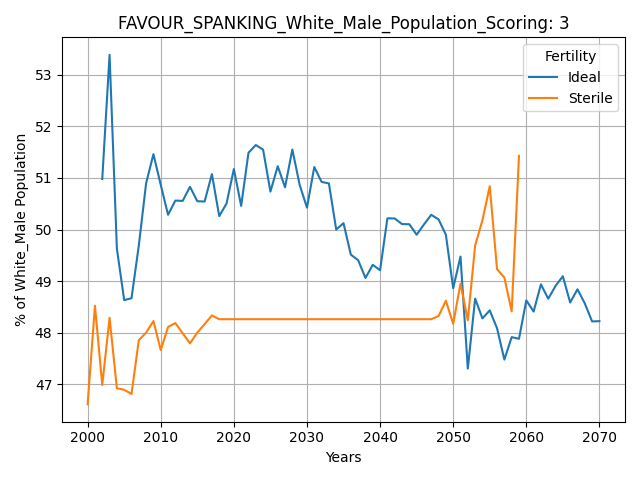 FAVOUR_SPANKING_White_Male_Population_Scoring: 3
Fertility
Ideal
Sterile
% of White_Male Population
53
52
51
50
49
48
47
2000 2010 2020 2030 2040 2050 2060 2070
Years